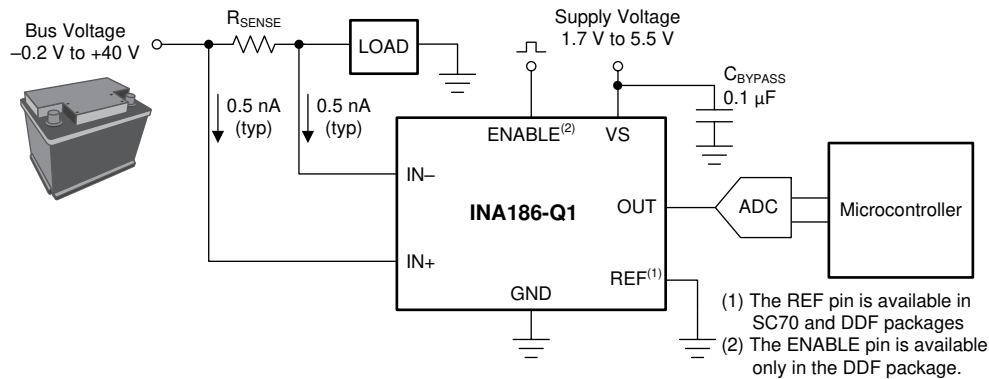 Bus Voltage
–0.2 V to +40 V
RSENSE
LOAD
Supply Voltage
1.7 V to 5.5 V
CBYPASS
0.1 µF
0.5 nA
(typ)
0.5 nA
(typ)
ENABLE(2)
VS
IN–
INA186-Q1
OUT
ADC
Microcontroller
IN+
REF(1)
GND
(1) The REF pin is available in
SC70 and DDF packages
(2) The ENABLE pin is available
only in the DDF package.